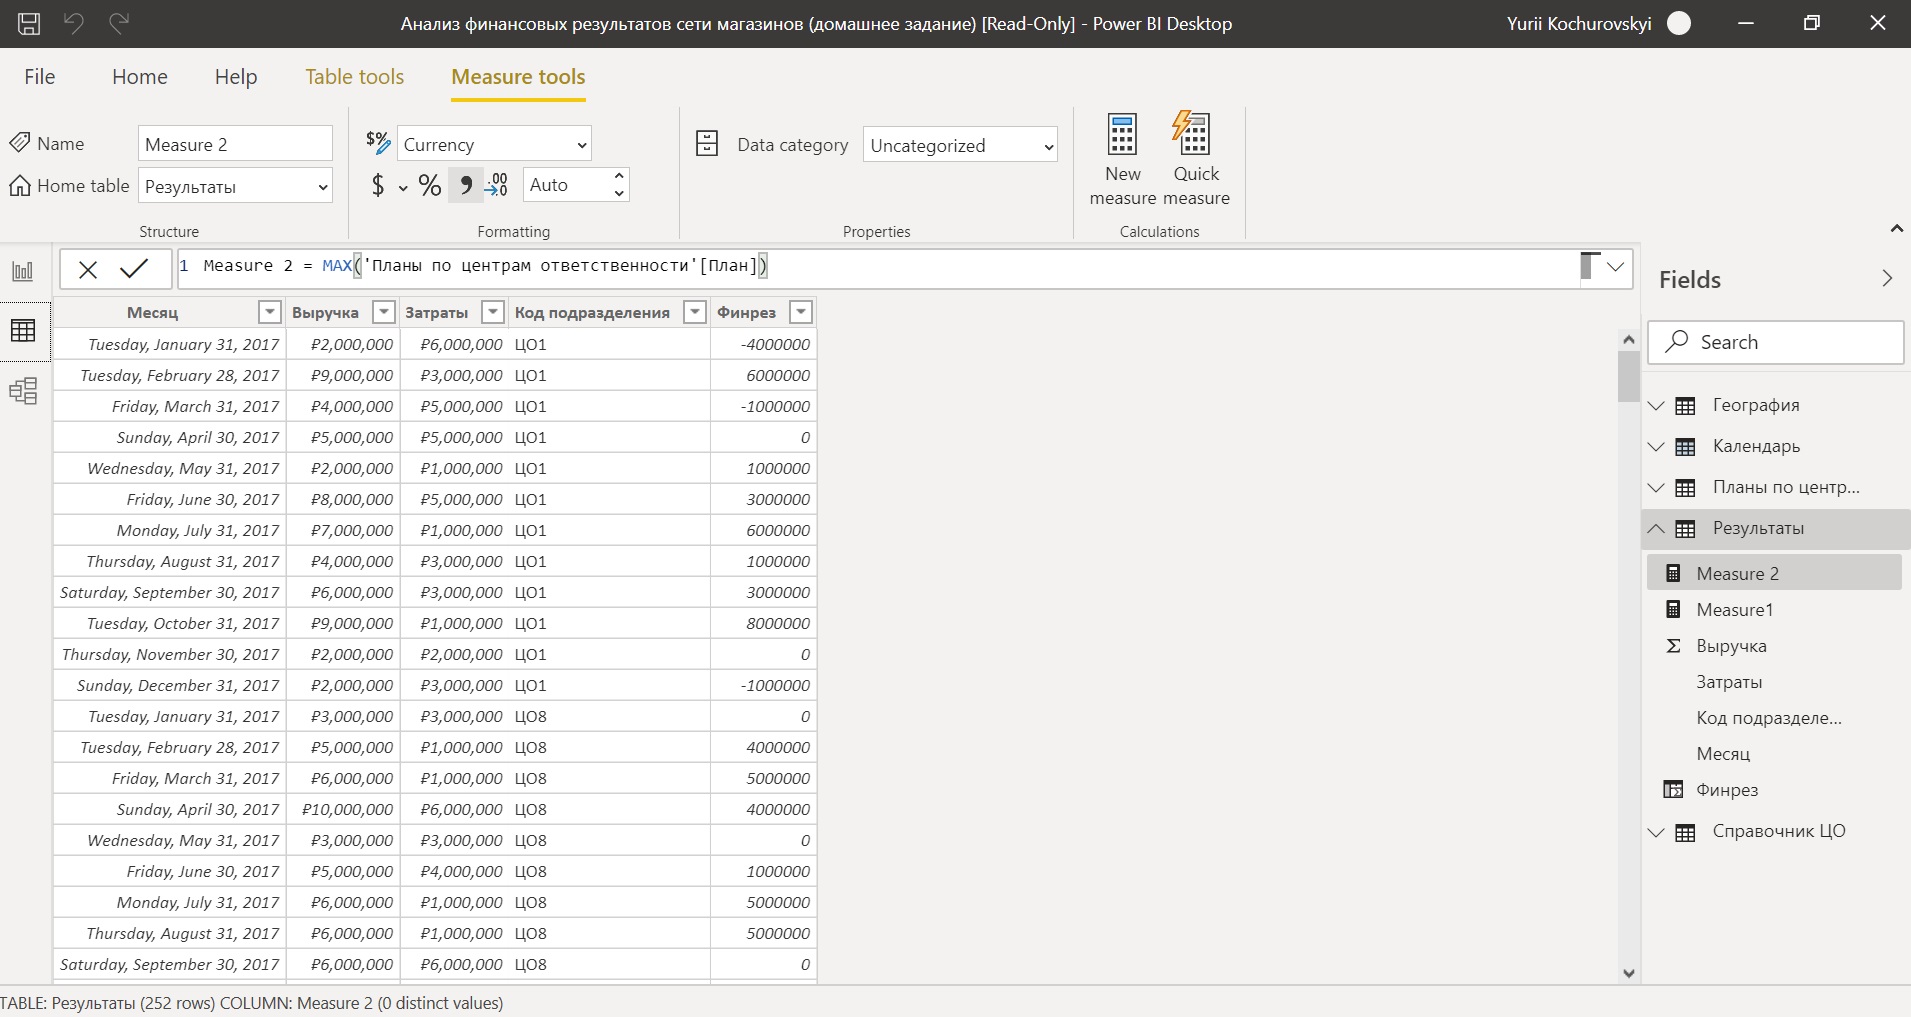 Анализ финансовых результатов сети магазинов (домашнее задание) [Read-Only] - Power BI Desktop
Yurii Kochurovskyi
File Home Help Table tools Measure tools
Name Measure 2
Home table Результаты
Structure
Currency
$ % , .00 .0 Auto
Formatting
Data category Uncategorized
Properties
New measure
Quick measure
Calculations
1 Measure 2 = MAX('Планы по центрам ответственности'[План])
Месяц Выручка Затраты Код подразделения Финрез
Tuesday, January 31, 2017 ₽2,000,000 ₽6,000,000 ЦО1 -4000000
Tuesday, February 28, 2017 ₽9,000,000 ₽3,000,000 ЦО1 6000000
Friday, March 31, 2017 ₽4,000,000 ₽5,000,000 ЦО1 -1000000
Sunday, April 30, 2017 ₽5,000,000 ₽5,000,000 ЦО1 0
Wednesday, May 31, 2017 ₽2,000,000 ₽1,000,000 ЦО1 1000000
Friday, June 30, 2017 ₽8,000,000 ₽5,000,000 ЦО1 3000000
Monday, July 31, 2017 ₽7,000,000 ₽1,000,000 ЦО1 6000000
Thursday, August 31, 2017 ₽4,000,000 ₽3,000,000 ЦО1 1000000
Saturday, September 30, 2017 ₽6,000,000 ₽3,000,000 ЦО1 3000000
Tuesday, October 31, 2017 ₽9,000,000 ₽1,000,000 ЦО1 8000000
Thursday, November 30, 2017 ₽2,000,000 ₽2,000,000 ЦО1 0
Sunday, December 31, 2017 ₽2,000,000 ₽3,000,000 ЦО1 -1000000
Tuesday, January 31, 2017 ₽3,000,000 ₽3,000,000 ЦО8 0
Tuesday, February 28, 2017 ₽5,000,000 ₽1,000,000 ЦО8 4000000
Friday, March 31, 2017 ₽6,000,000 ₽1,000,000 ЦО8 5000000
Sunday, April 30, 2017 ₽10,000,000 ₽6,000,000 ЦО8 4000000
Wednesday, May 31, 2017 ₽3,000,000 ₽3,000,000 ЦО8 0
Friday, June 30, 2017 ₽5,000,000 ₽4,000,000 ЦО8 1000000
Monday, July 31, 2017 ₽6,000,000 ₽1,000,000 ЦО8 5000000
Thursday, August 31, 2017 ₽6,000,000 ₽1,000,000 ЦО8 5000000
Saturday, September 30, 2017 ₽6,000,000 ₽6,000,000 ЦО8 0
Fields
Search
География
Календарь
Планы по центр...
Результаты
Measure 2
Measure1
Выручка
Затраты
Код подразделе...
Месяц
Финрез
Справочник ЦО
TABLE: Результаты (252 rows) COLUMN: Measure 2 (0 distinct values)